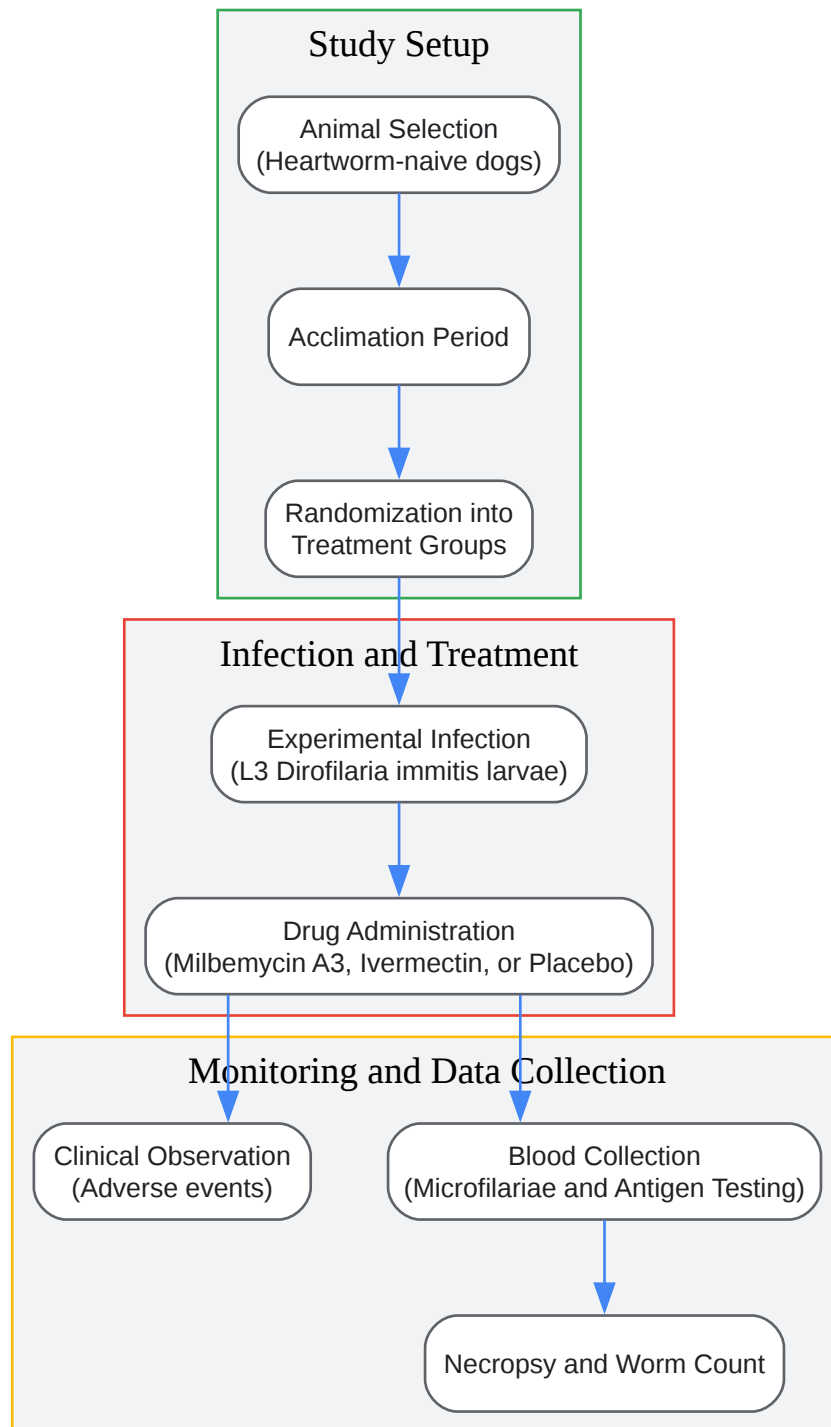 Study Setup
Animal Selection
(Heartworm-naive dogs)
Acclimation Period
Randomization into
Treatment Groups
Infection and Treatment
Experimental Infection
(L3 Dirofilaria immitis larvae)
Drug Administration
(Milbemycin A3, Ivermectin, or Placebo)
Monitoring and Data Collection
Clinical Observation
(Adverse events)
Blood Collection
(Microfilariae and Antigen Testing)
Necropsy and Worm Count